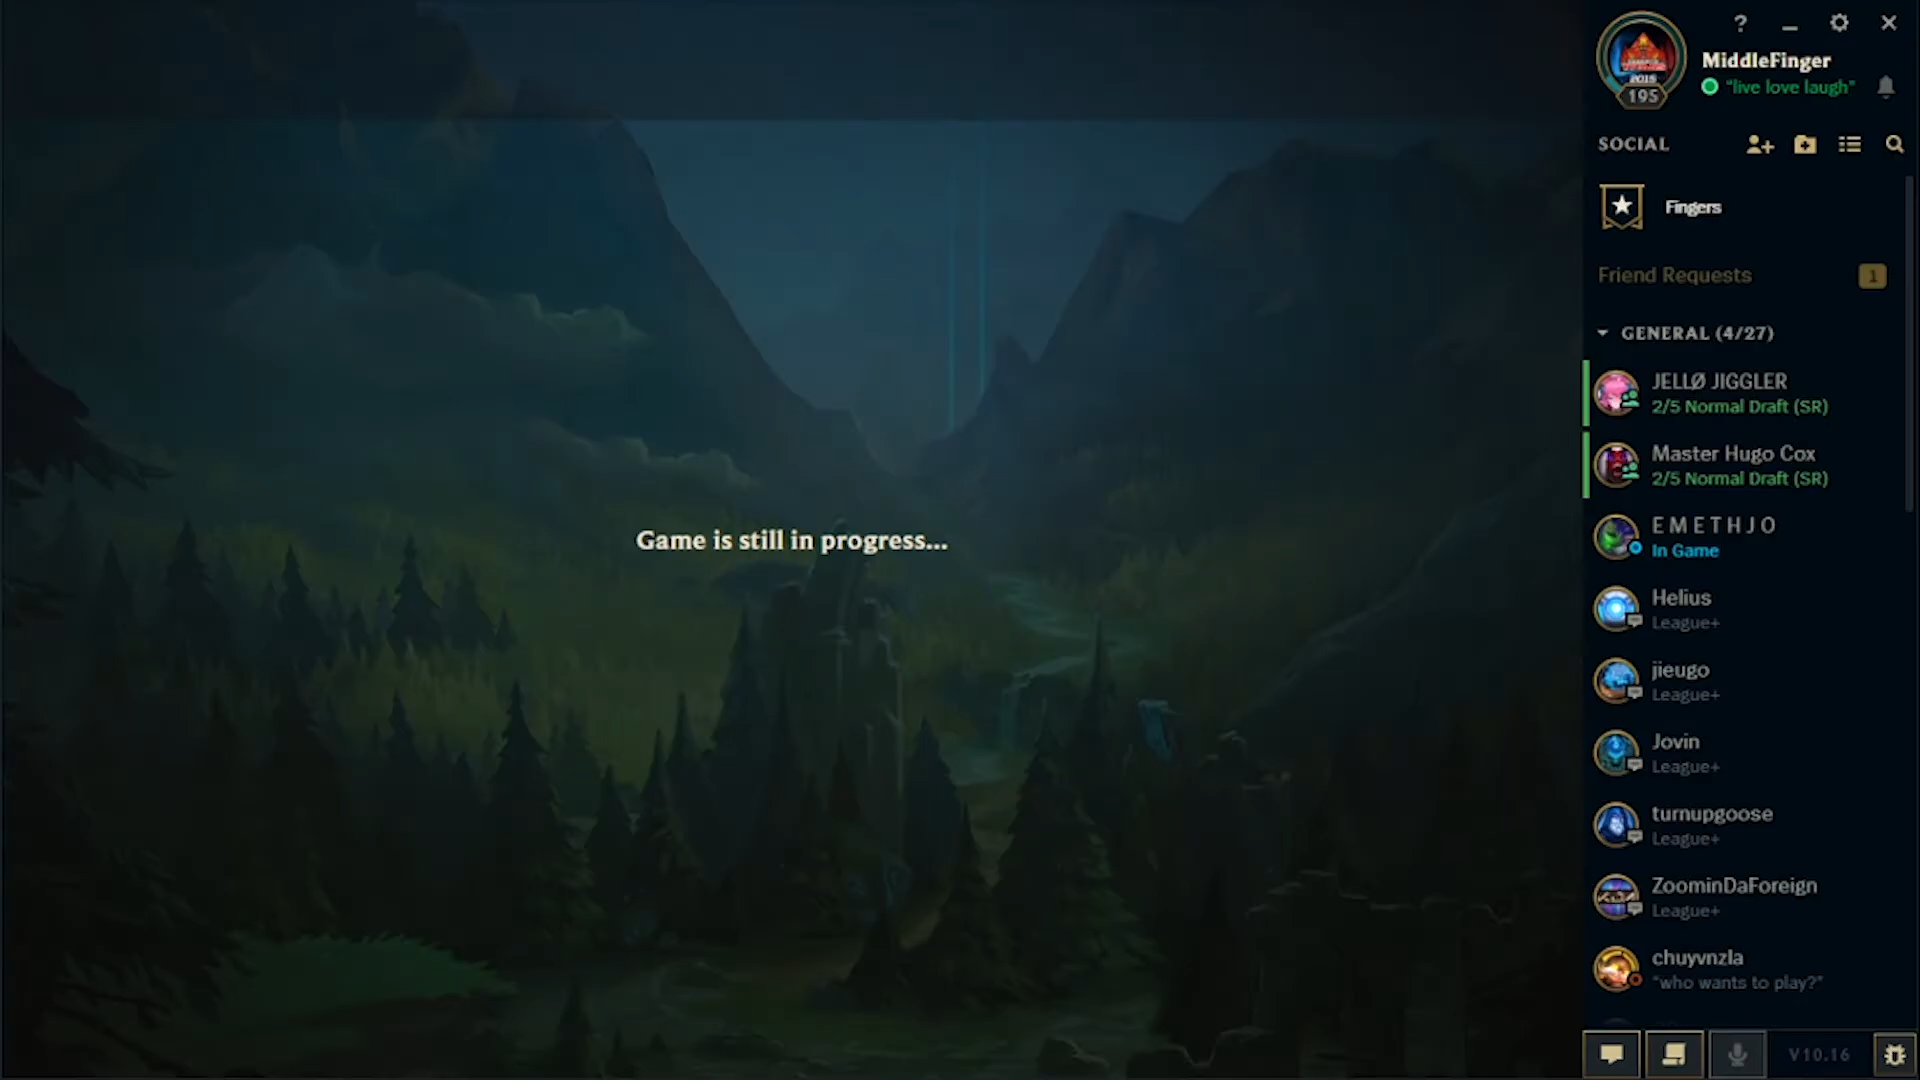 ?
MiddleFinger
2015
195
"live love laugh"
SOCIAL
Fingers
Friend Requests
1
GENERAL (4/27)
JELLØ JIGGLER
2/5 Normal Draft (SR)
Master Hugo Cox
2/5 Normal Draft (SR)
E M E T H J O
In Game
Game is still in progress...
Helius
League+
jieugo
League+
Jovin
League+
turnupgoose
League+
ZoominDaForeign
League+
chuyvnzla
"who wants to play?"
V10.16